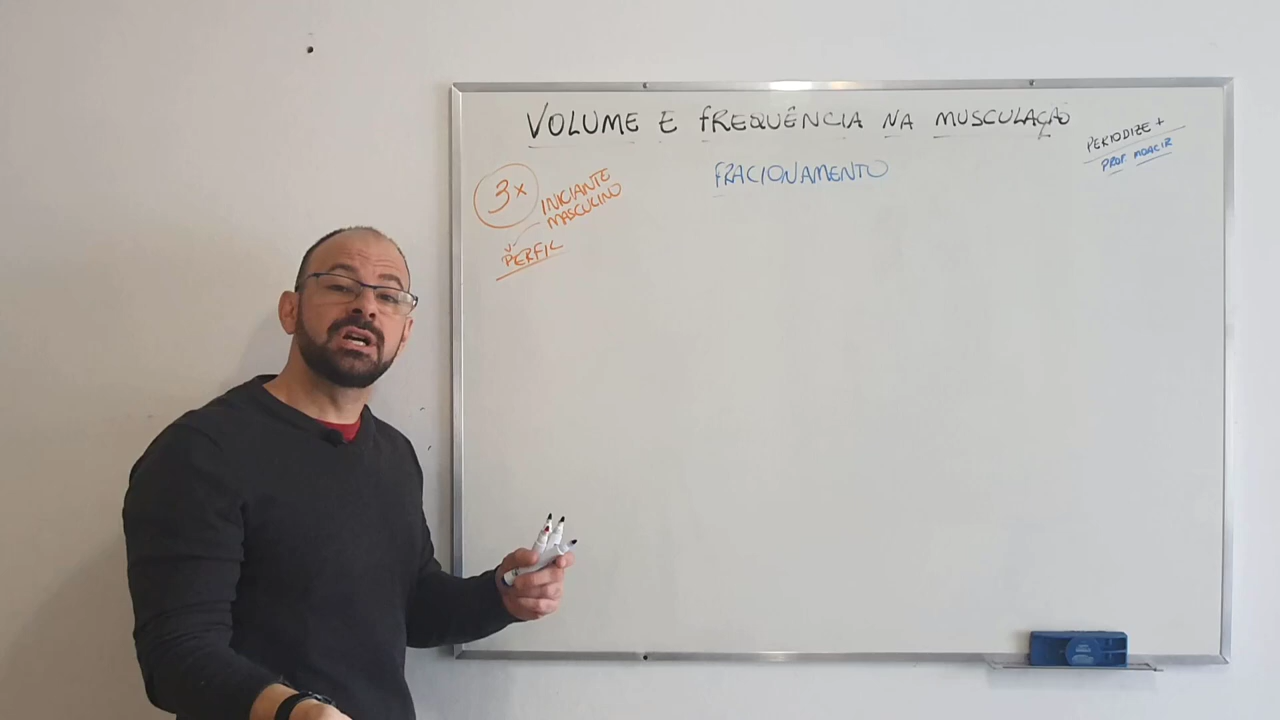 VOLUME E FREQUÊNCIA NA MUSCULAÇÃO
PERIODIZE +
PROF. MOACIR
FRACIONAMENTO
3x
INICIANTE
MASCULINO
PERFIL